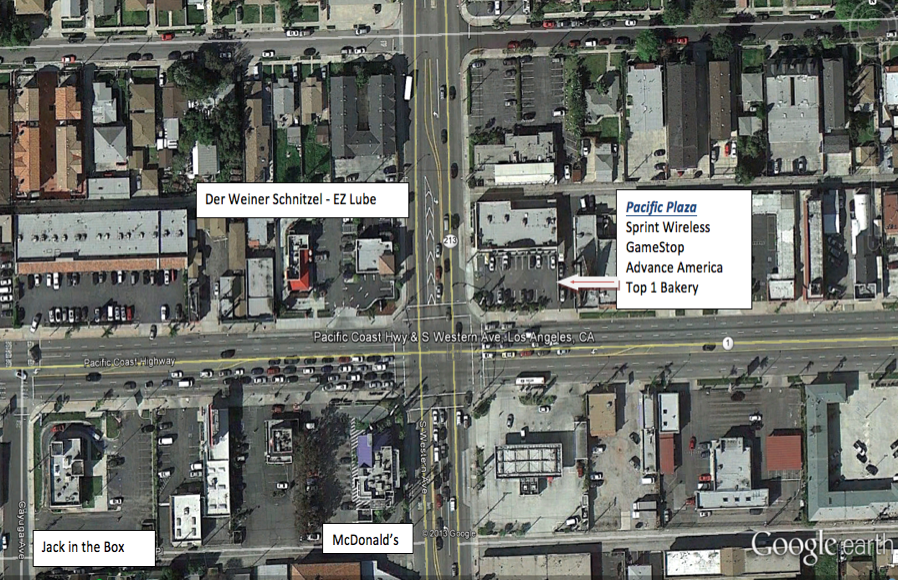 Der Weiner Schnitzel - EZ Lube
Pacific Plaza
Sprint Wireless
GameStop
Advance America
Top 1 Bakery
213
Pacific Coast Hwy & S Western Ave, Los Angeles, CA
1
Pacific Coast Highway
S Western Ave
Cayuga Ave
Jack in the Box
McDonald's
© 2013 Google
Google earth